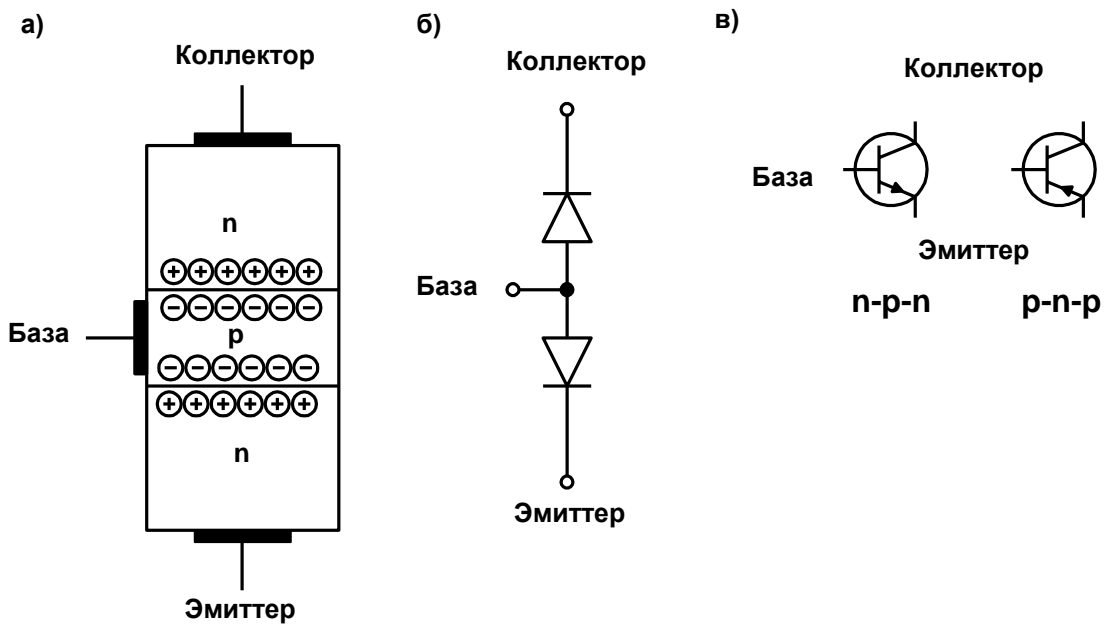 а)
Коллектор
n
++++++
−−−−−−
База
p
−−−−−−
++++++
n
Эмиттер
б)
Коллектор
База
Эмиттер
в)
Коллектор
База
Эмиттер
n-p-n
p-n-p